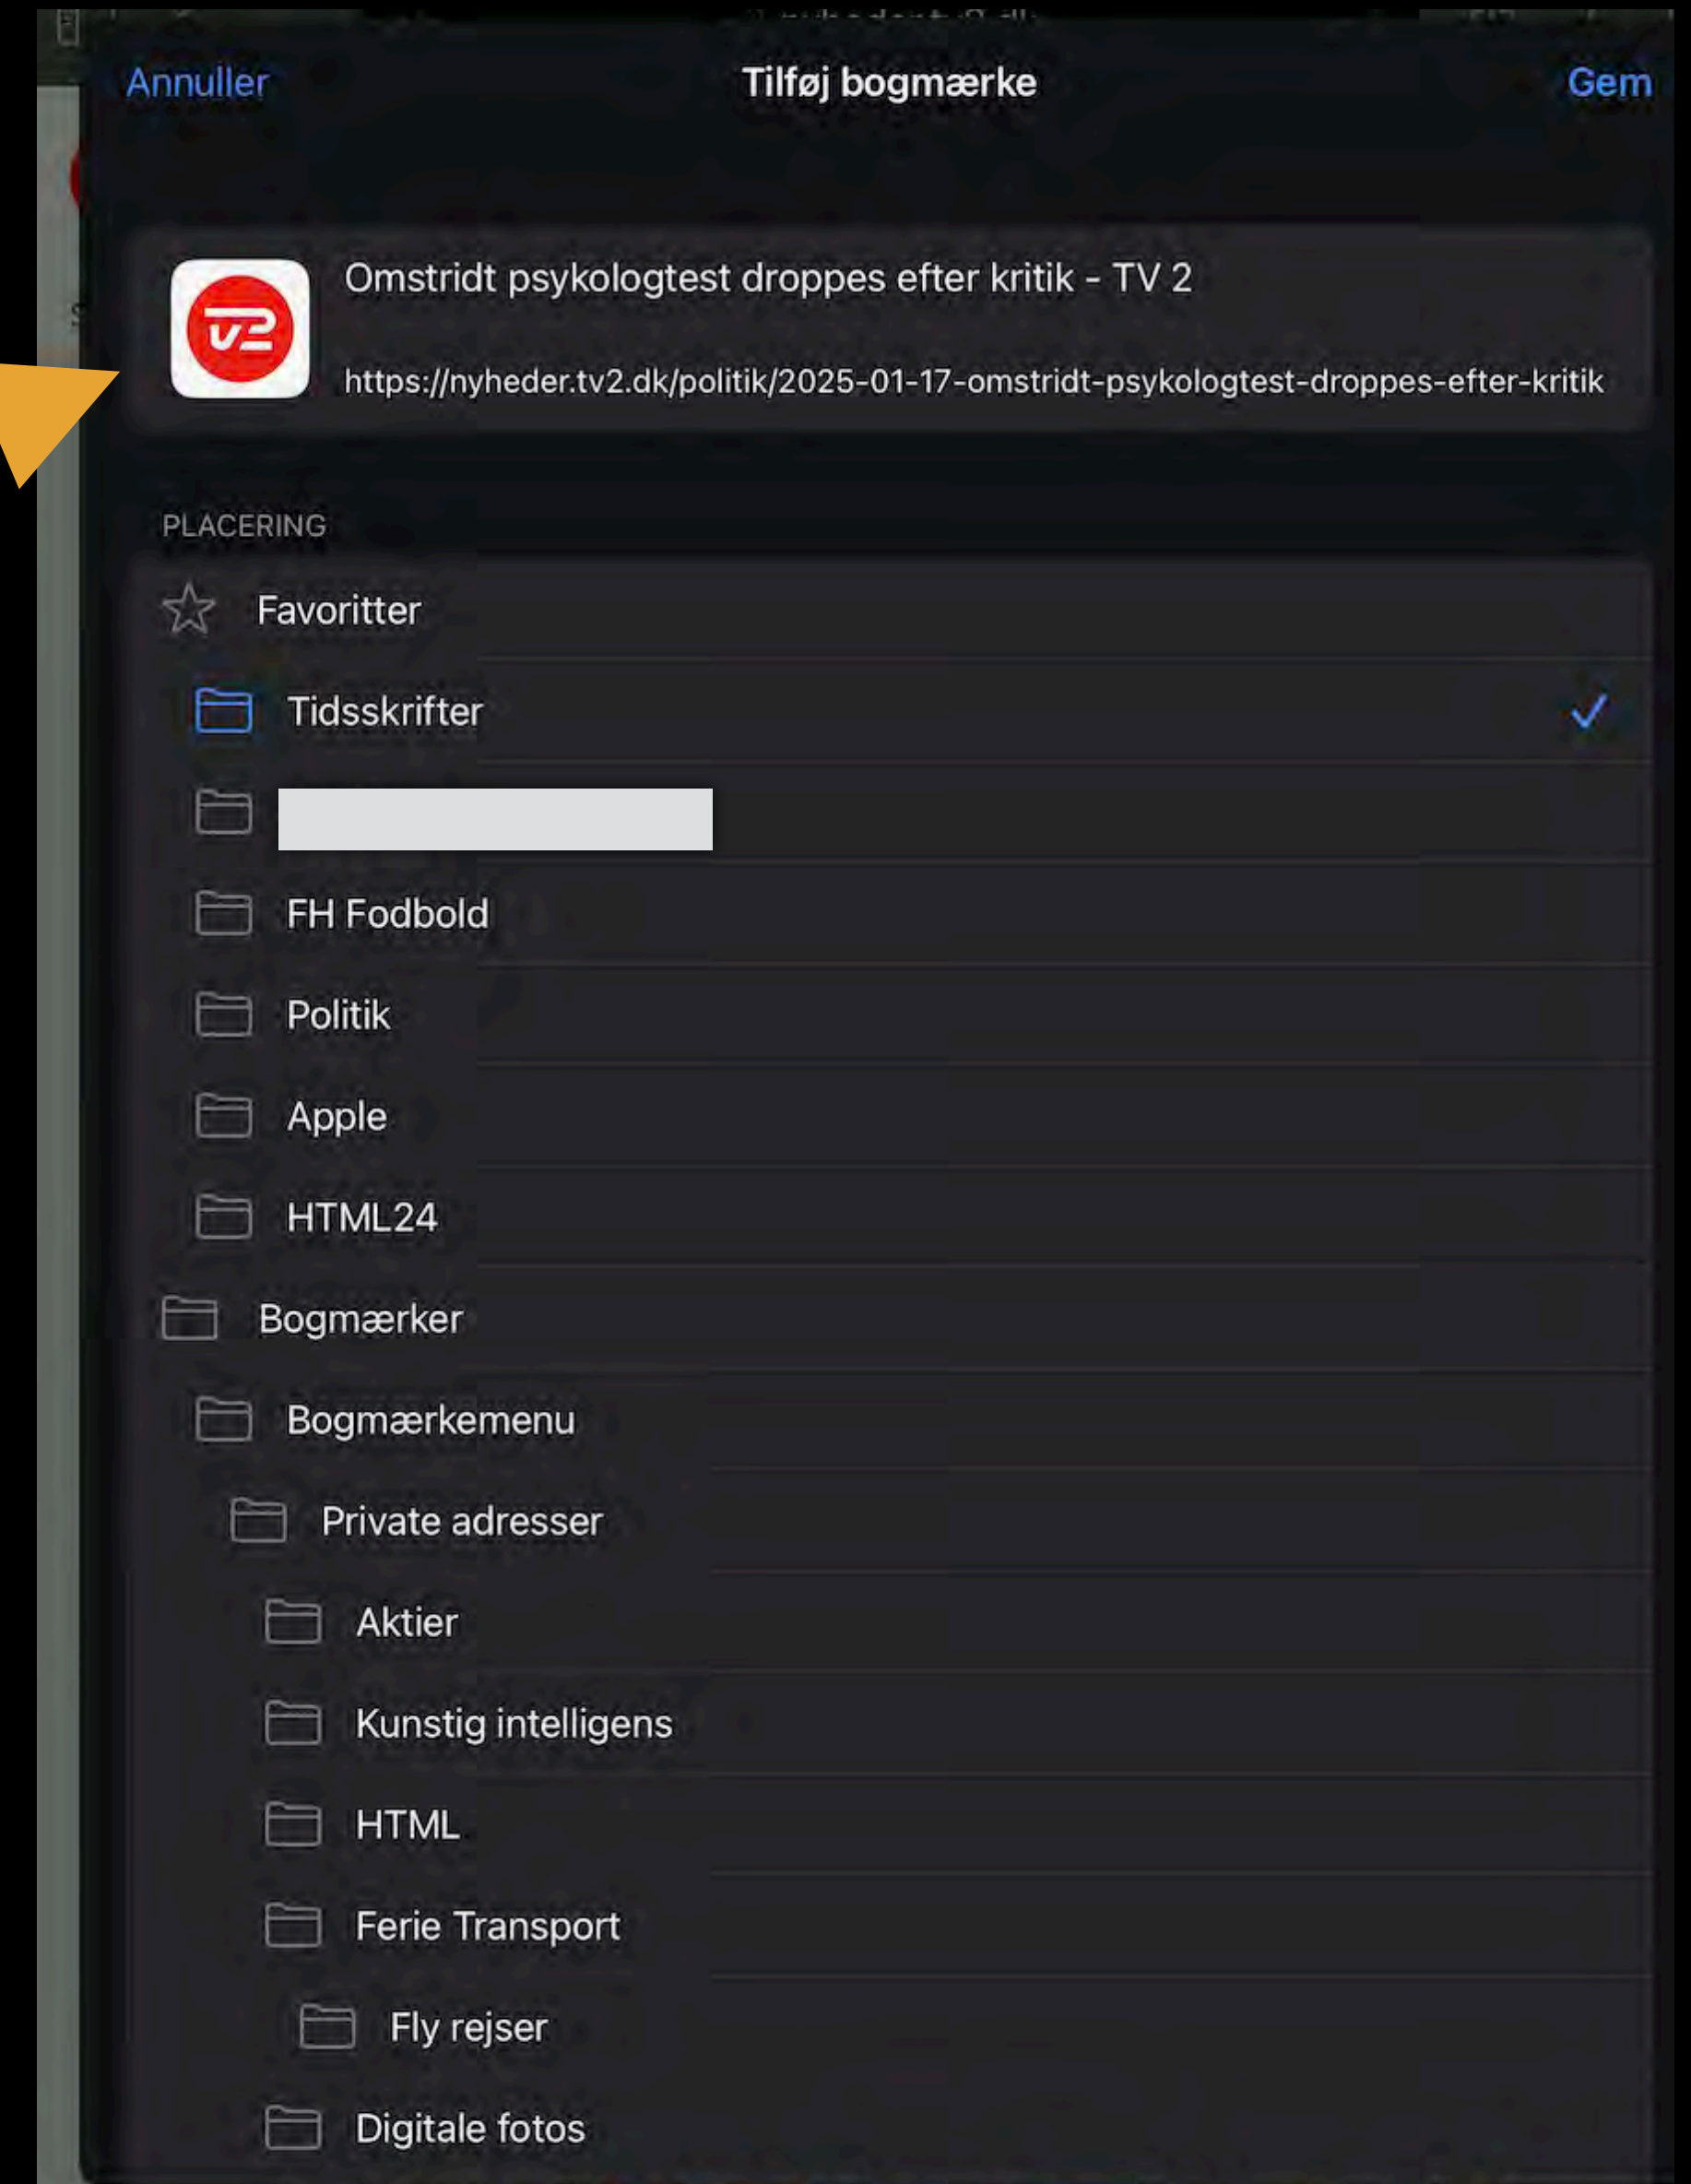 Annuller
Tilføj bogmærke
Gem
Omstridt psykologtest droppes efter kritik - TV 2
https://nyheder.tv2.dk/politik/2025-01-17-omstridt-psykologtest-droppes-efter-kritik
PLACERING
Favoritter
Tidsskrifter
FH Fodbold
Politik
Apple
HTML24
Bogmærker
Bogmærkemenu
Private adresser
Aktier
Kunstig intelligens
HTML
Ferie Transport
Fly rejser
Digitale fotos